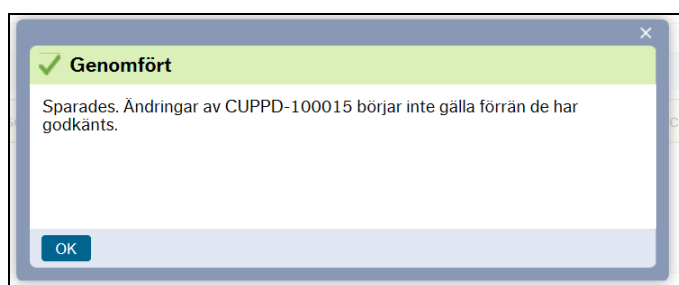 Genomfört
Sparades. Ändringar av CUPPD-100015 börjar inte gälla förrän de har
godkänts.
OK